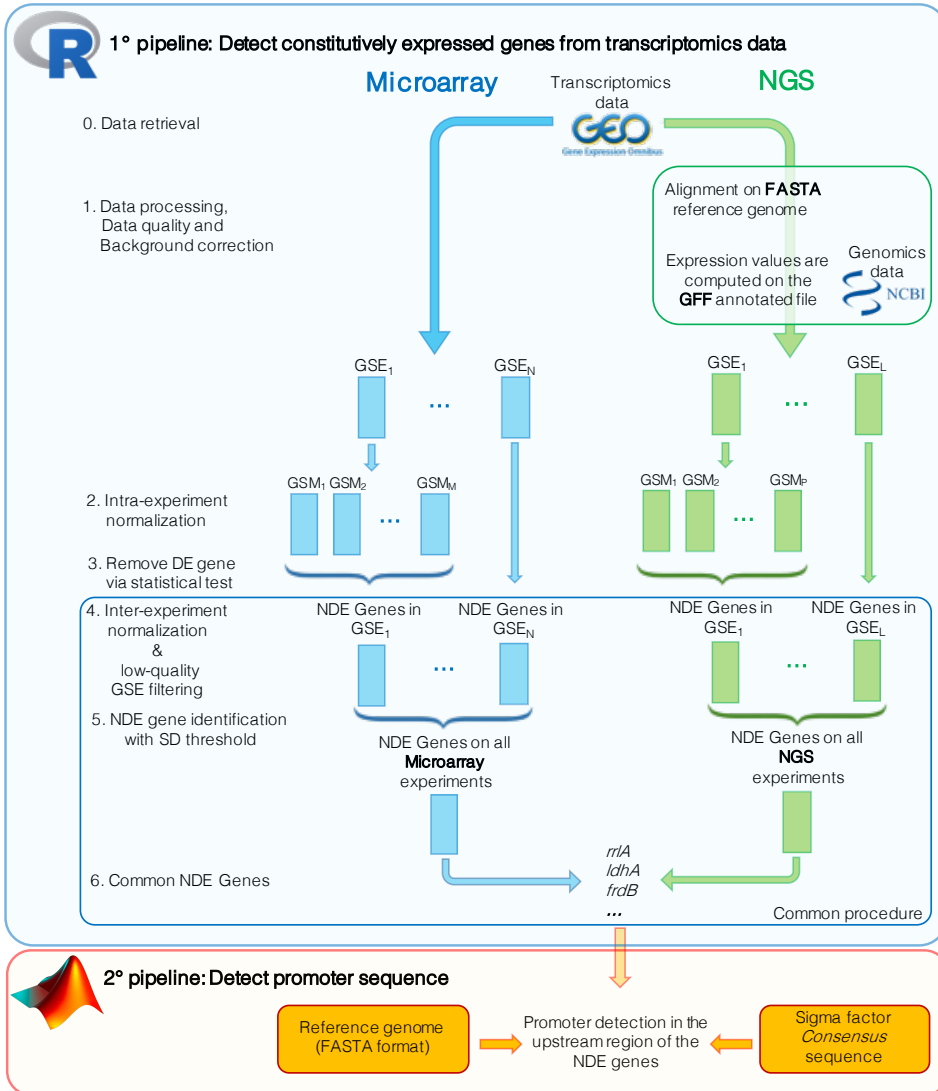 R
1° pipeline: Detect constitutively expressed genes from transcriptomics data
Microarray
Transcriptomics
data
NGS
GEO
Gene Expression Omnibus
0. Data retrieval
1. Data processing,
Data quality and
Background correction
Alignment on FASTA
reference genome
Expression values are
computed on the
GFF annotated file
Genomics
data
NCBI
GSE₁
...
GSE_N
GSE₁
...
GSE_L
2. Intra-experiment
normalization
GSM₁ GSM₂
...
GSM_M
GSM₁ GSM₂
...
GSM_P
3. Remove DE gene
via statistical test
4. Inter-experiment
normalization
&
low-quality
GSE filtering
NDE Genes in
GSE₁
...
NDE Genes in
GSE_N
NDE Genes in
GSE₁
...
NDE Genes in
GSE_L
5. NDE gene identification
with SD threshold
NDE Genes on all
Microarray
experiments
NDE Genes on all
NGS
experiments
6. Common NDE Genes
rrlA
ldhA
frdB
...
Common procedure
2° pipeline: Detect promoter sequence
Reference genome
(FASTA format)
Promoter detection in the
upstream region of the
NDE genes
Sigma factor
Consensus
sequence